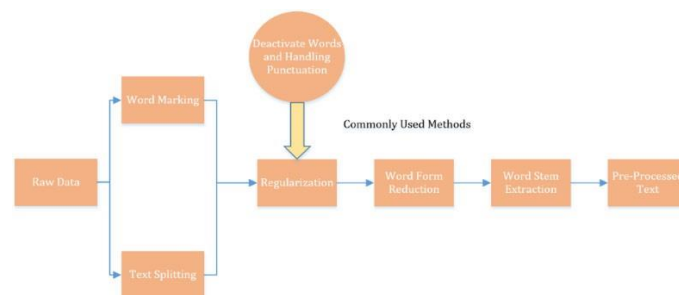 Deactivate Words
and Handling
Punctuation
Word Marking
Commonly Used Methods
Raw Data
Regularization
Word Form
Reduction
Word Stem
Extraction
Pre-Processed
Text
Text Splitting